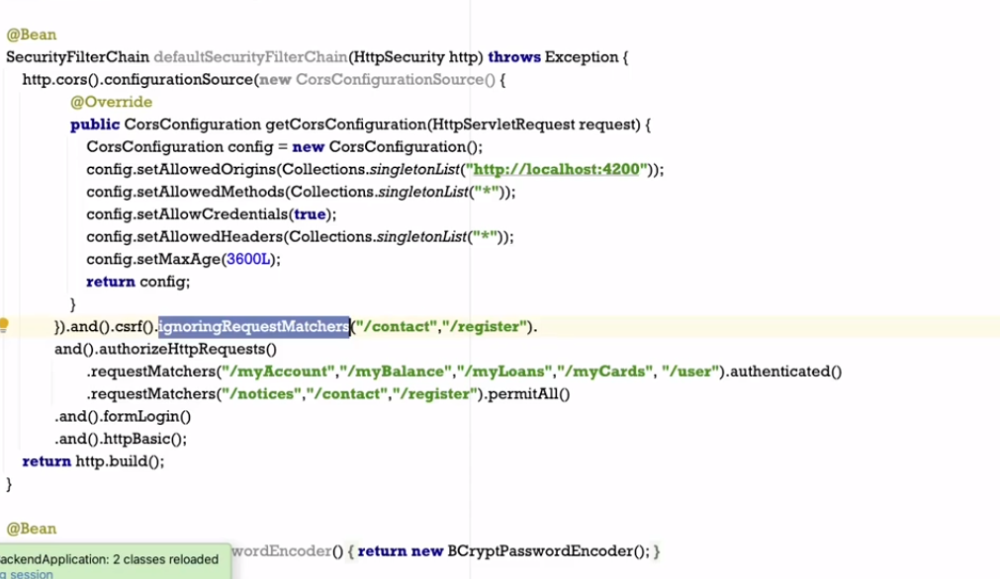 @Bean
SecurityFilterChain defaultSecurityFilterChain(HttpSecurity http) throws Exception {
http.cors().configurationSource(new CorsConfigurationSource() {
@Override
public CorsConfiguration getCorsConfiguration(HttpServletRequest request) {
CorsConfiguration config = new CorsConfiguration();
config.setAllowedOrigins(Collections.singletonList("http://localhost:4200"));
config.setAllowedMethods(Collections.singletonList("*"));
config.setAllowCredentials(true);
config.setAllowedHeaders(Collections.singletonList("*"));
config.setMaxAge(3600L);
return config;
}
}).and().csrf().ignoringRequestMatchers("/contact","/register").
and().authorizeHttpRequests()
.requestMatchers("/myAccount","/myBalance","/myLoans","/myCards", "/user").authenticated()
.requestMatchers("/notices","/contact","/register").permitAll()
.and().formLogin()
.and().httpBasic();
return http.build();
}
@Bean
wordEncoder() { return new BCryptPasswordEncoder(); }
ackendApplication: 2 classes reloaded
session